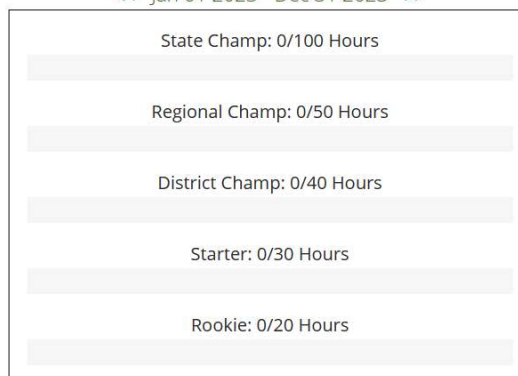 State Champ: 0/100 Hours
Regional Champ: 0/50 Hours
District Champ: 0/40 Hours
Starter: 0/30 Hours
Rookie: 0/20 Hours